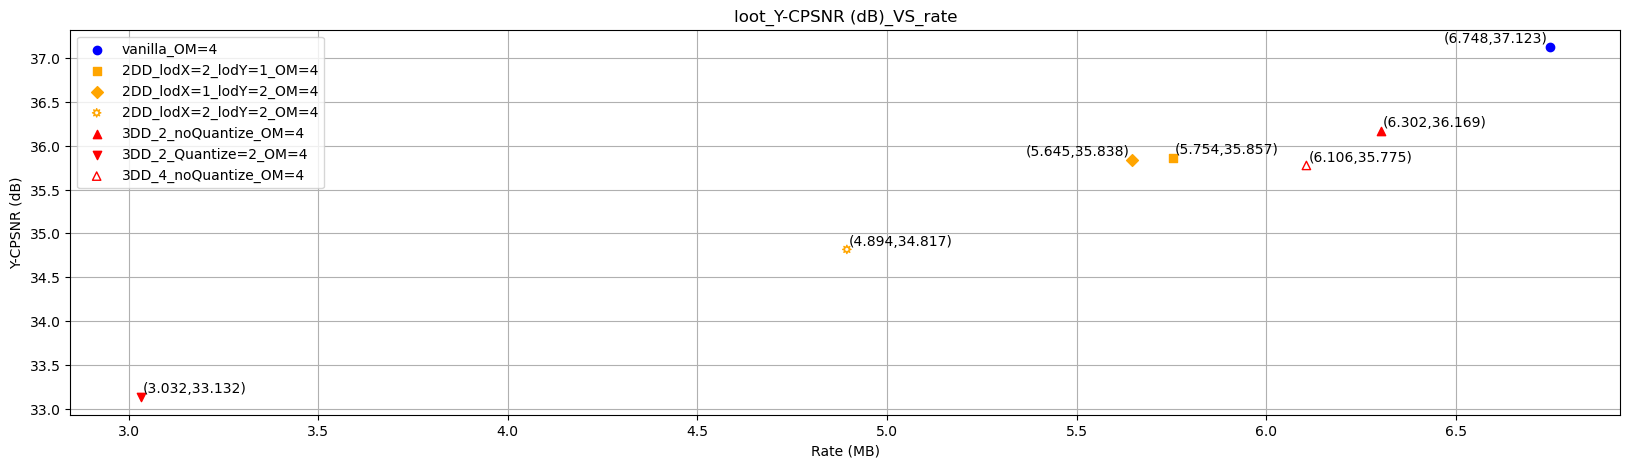 loot_Y-CPSNR (dB)_VS_rate
vanilla_OM=4
2DD_lodX=2_lodY=1_OM=4
2DD_lodX=1_lodY=2_OM=4
2DD_lodX=2_lodY=2_OM=4
3DD_2_noQuantize_OM=4
3DD_2_Quantize=2_OM=4
3DD_4_noQuantize_OM=4
(6.748,37.123)
(6.302,36.169)
(5.645,35.838)
(5.754,35.857)
(6.106,35.775)
(4.894,34.817)
(3.032,33.132)
Y-CPSNR (dB)
37.0
36.5
36.0
35.5
35.0
34.5
34.0
33.5
33.0
3.0 3.5 4.0 4.5 5.0 5.5 6.0 6.5
Rate (MB)